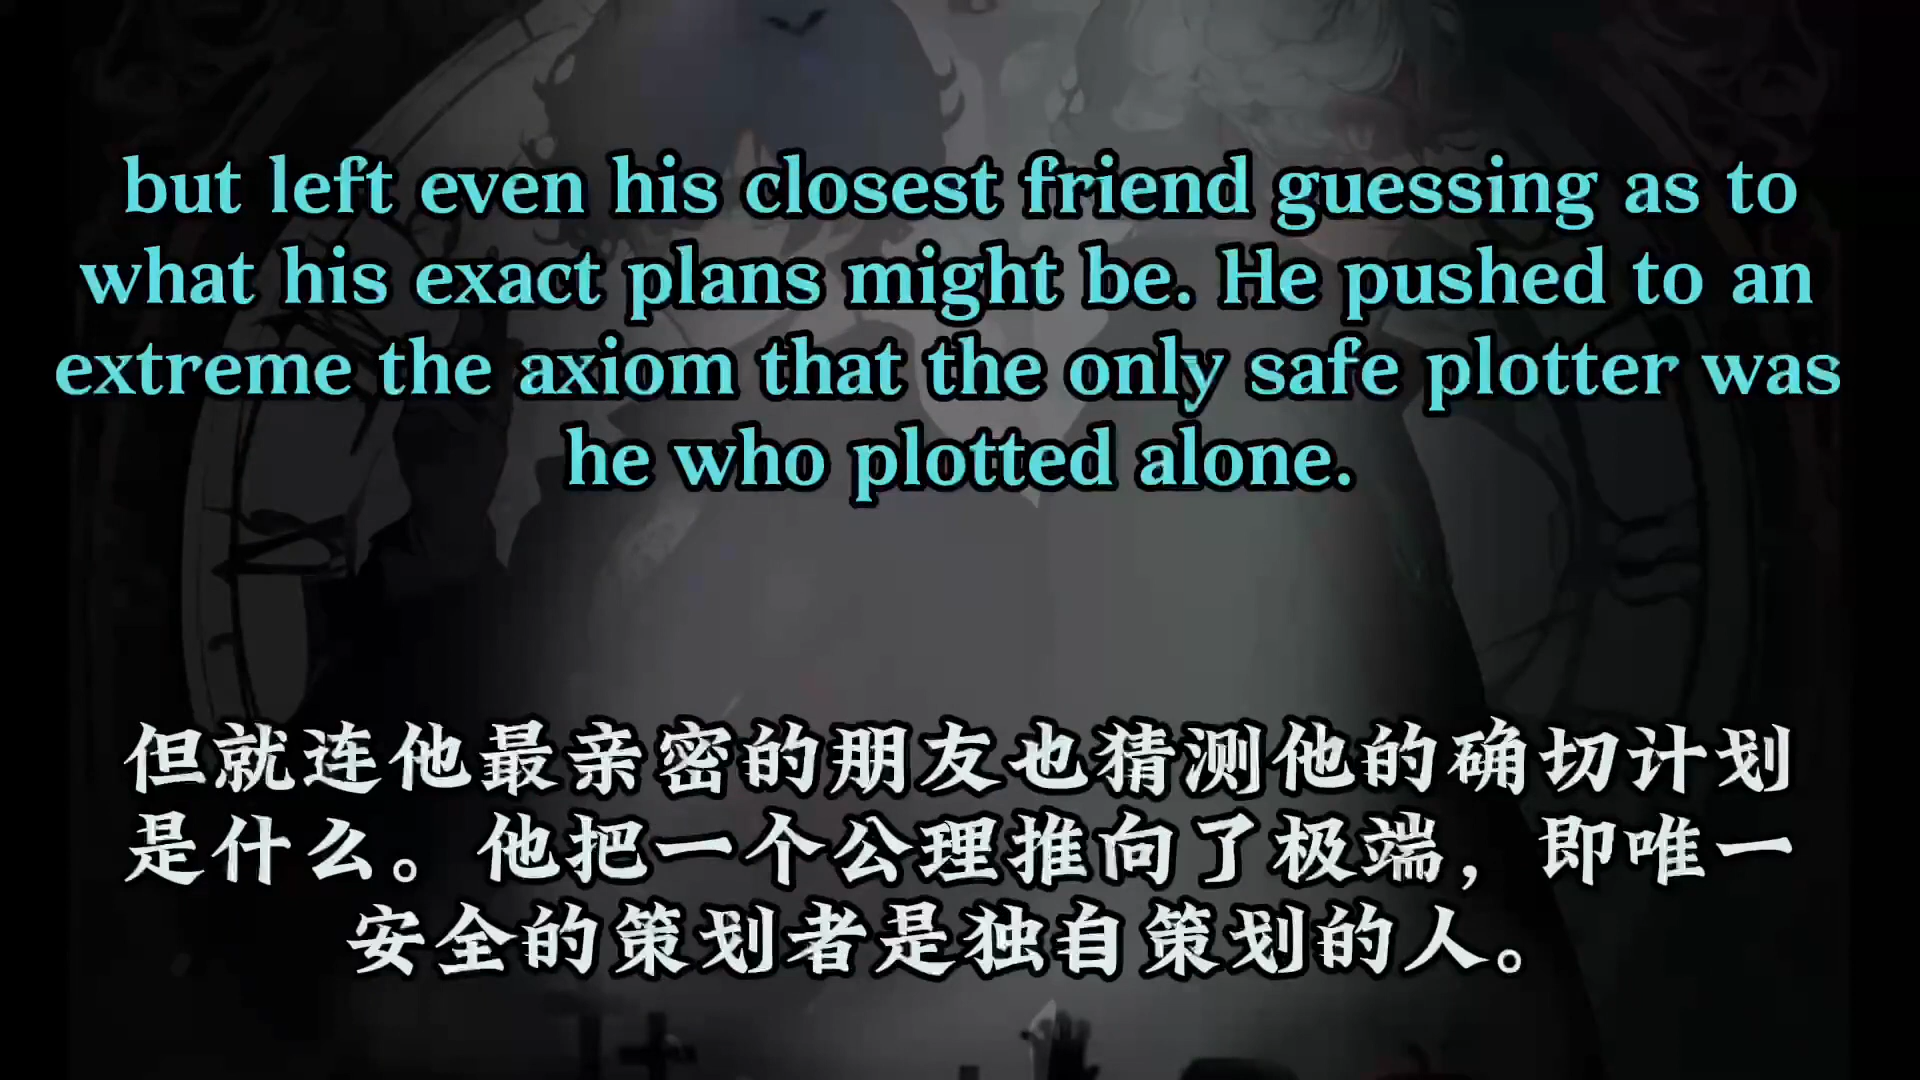 but left even his closest friend guessing as to
what his exact plans might be. He pushed to an
extreme the axiom that the only safe plotter was
he who plotted alone.
但就连他最亲密的朋友也猜测他的确切计划
是什么。他把一个公理推向了极端，即唯一
安全的策划者是独自策划的人。